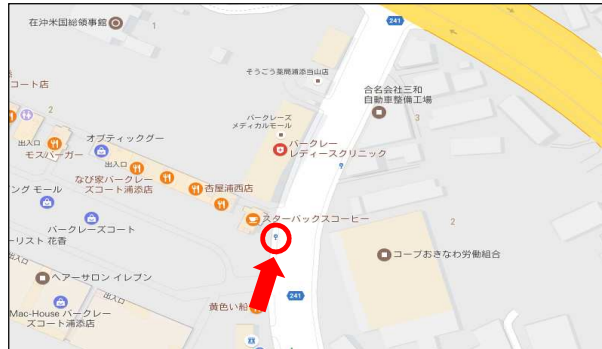 在沖米国総領事館
1
241
そうごう薬局浦添当山店
店
コート店
合名会社三和
自動車整備工場
2
パークレーズ
メディカルモール
3
オプティックグー
出入口
モスバーガー
バークレー
レディースクリニック
出入口
なび家バークレー
ズコート浦添店
吉屋浦西店
ング モール
スターバックスコーヒー
2
バークレーズコート
ーリスト 花香
コープおきなわ労働組合
出入口
ヘアーサロン イレブン
出入口
241
黄色い船
Mac-House バークレー
ズコート浦添店